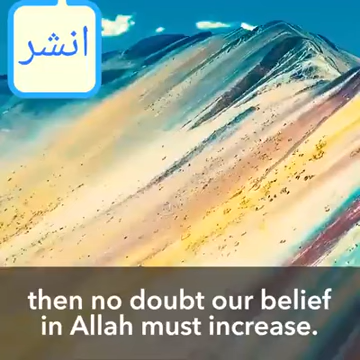 انشر
then no doubt our belief
in Allah must increase.